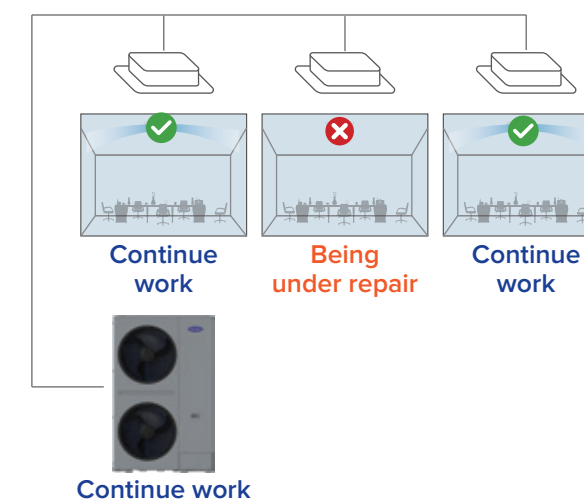 Continue
work
Being
under repair
Continue
work
Continue work